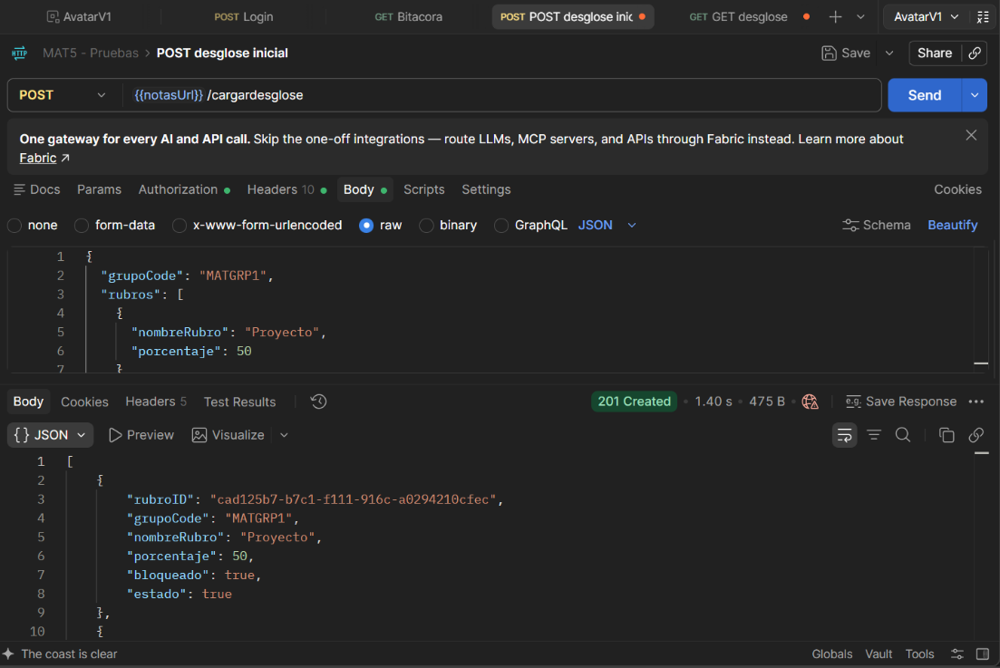 AvatarV1 POST Login GET Bitacora POST POST desglose inic GET GET desglose AvatarV1
HTTP MAT5 - Pruebas > POST desglose inicial Save Share
POST {{notasUrl}} /cargardesglose Send
One gateway for every AI and API call. Skip the one-off integrations — route LLMs, MCP servers, and APIs through Fabric instead. Learn more about
Fabric ↗
Docs Params Authorization Headers 10 Body Scripts Settings Cookies
none form-data x-www-form-urlencoded raw binary GraphQL JSON Schema Beautify
1 {
2 "grupoCode": "MATGRP1",
3 "rubros": [
4 {
5 "nombreRubro": "Proyecto",
6 "porcentaje": 50
7 }
Body Cookies Headers 5 Test Results 201 Created • 1.40 s • 475 B • e.g. Save Response
{} JSON Preview Visualize
1 [
2 {
3 "rubroID": "cad125b7-b7c1-f111-916c-a0294210cfec",
4 "grupoCode": "MATGRP1",
5 "nombreRubro": "Proyecto",
6 "porcentaje": 50,
7 "bloqueado": true,
8 "estado": true
9 },
10 {
The coast is clear Globals Vault Tools